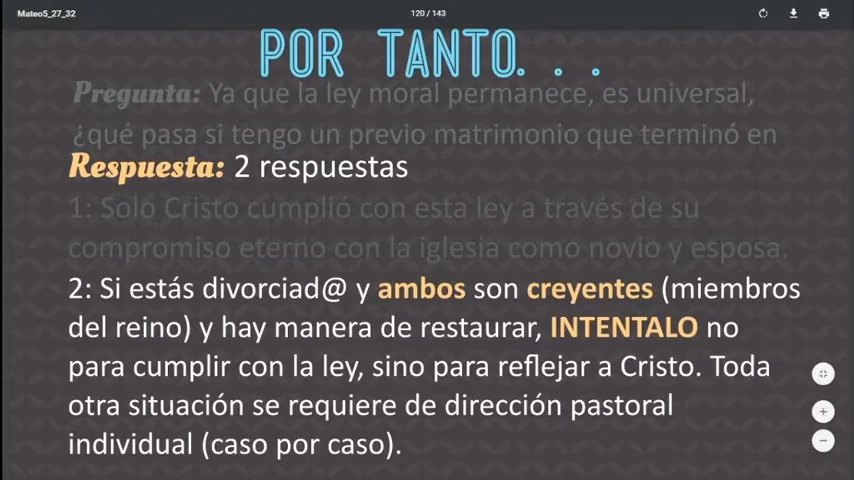 Mateo5_27_32
120 / 143
POR TANTO. . .
Pregunta: Ya que la ley moral permanece, es universal,
¿qué pasa si tengo un previo matrimonio que terminó en
Respuesta: 2 respuestas
1: Solo Cristo cumplió con esta ley a través de su
compromiso eterno con la iglesia como novio y esposa.
2: Si estás divorciad@ y ambos son creyentes (miembros
del reino) y hay manera de restaurar, INTENTALO no
para cumplir con la ley, sino para reflejar a Cristo. Toda
otra situación se requiere de dirección pastoral
individual (caso por caso).